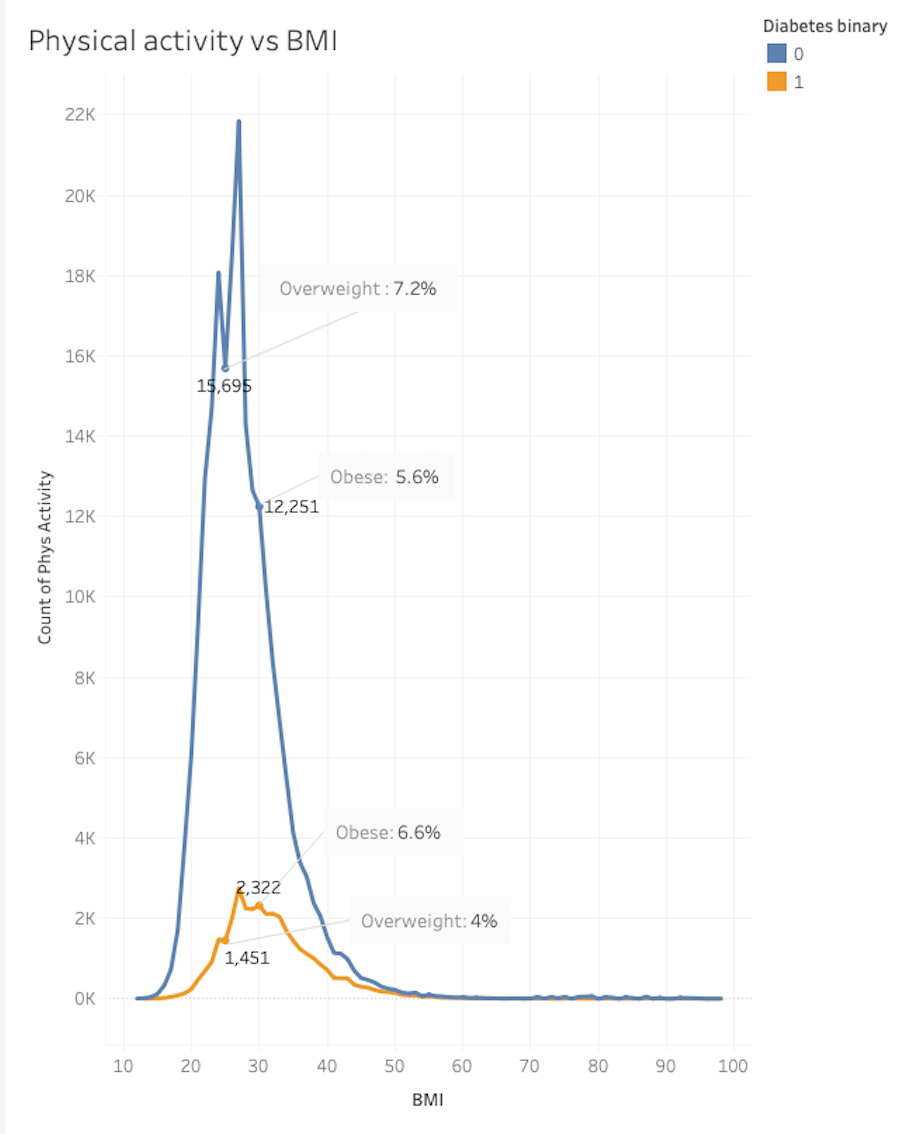 Physical activity vs BMI
Diabetes binary
0
1
22K
20K
18K
16K
14K
12K
10K
8K
6K
4K
2K
0K
Count of Phys Activity
Overweight : 7.2%
15,695
Obese: 5.6%
12,251
Obese: 6.6%
2,322
Overweight: 4%
1,451
10 20 30 40 50 60 70 80 90 100
BMI